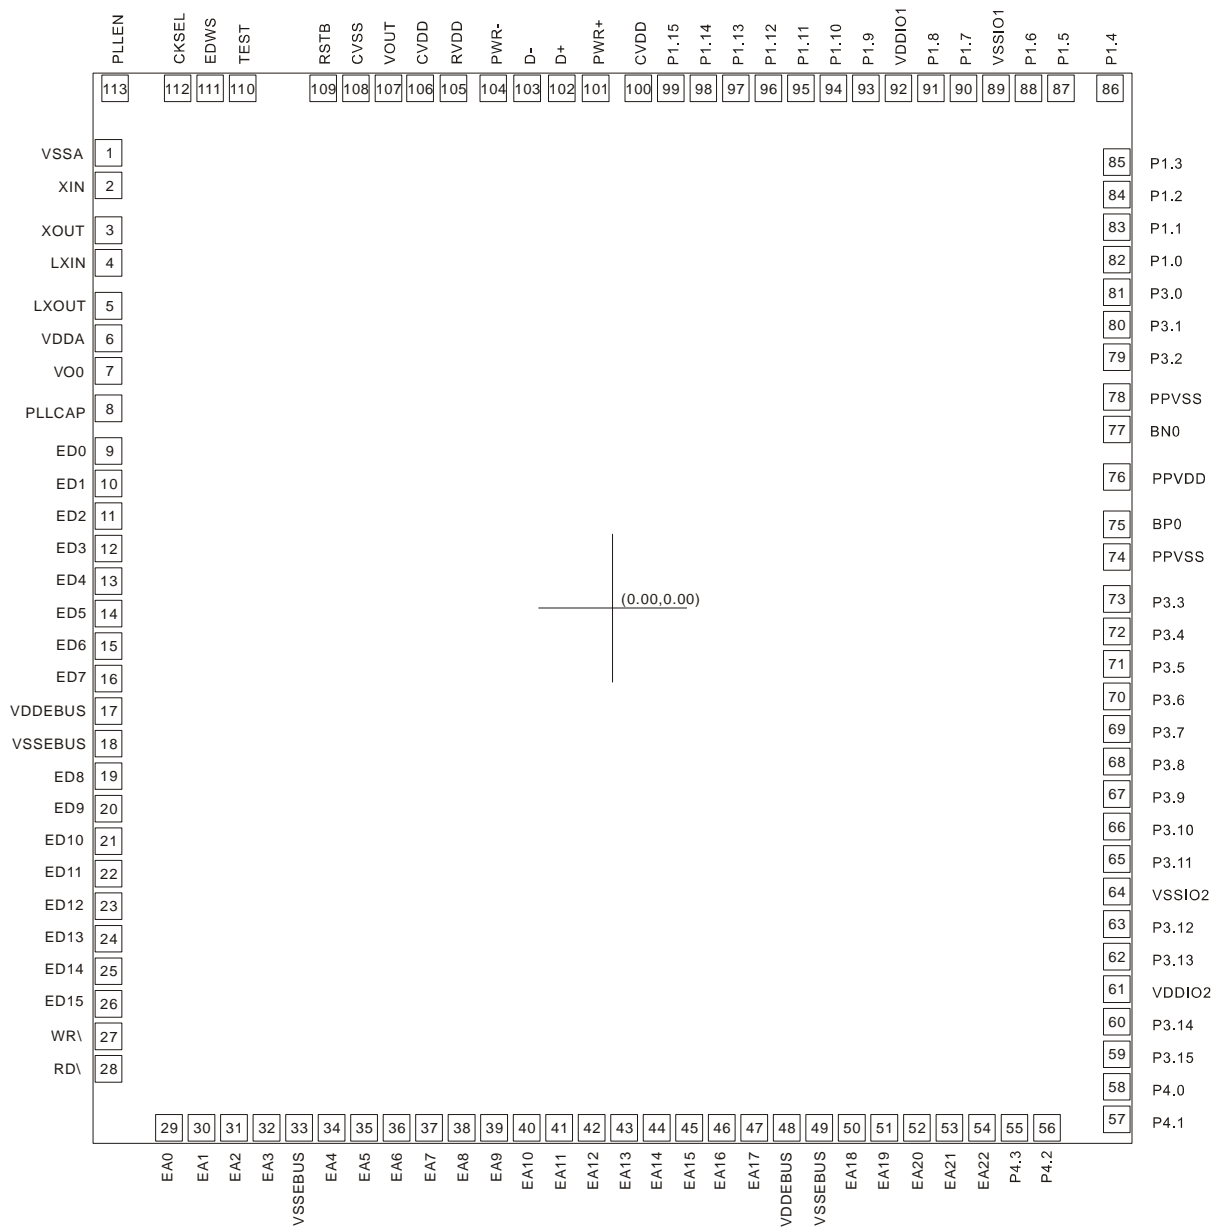 PLLEN CKSEL EDWS TEST RSTB CVSS VOUT CVDD RVDD PWR- D- D+ PWR+ CVDD P1.15 P1.14 P1.13 P1.12 P1.11 P1.10 P1.9 VDDIO1 P1.8 P1.7 VSSIO1 P1.6 P1.5 P1.4
113 112 111 110 109 108 107 106 105 104 103 102 101 100 99 98 97 96 95 94 93 92 91 90 89 88 87 86
VSSA 1
XIN 2
XOUT 3
LXIN 4
LXOUT 5
VDDA 6
VO0 7
PLLCAP 8
ED0 9
ED1 10
ED2 11
ED3 12
ED4 13
ED5 14
ED6 15
ED7 16
VDDEBUS 17
VSSEBUS 18
ED8 19
ED9 20
ED10 21
ED11 22
ED12 23
ED13 24
ED14 25
ED15 26
WR\ 27
RD\ 28
(0.00,0.00)
85 P1.3
84 P1.2
83 P1.1
82 P1.0
81 P3.0
80 P3.1
79 P3.2
78 PPVSS
77 BN0
76 PPVDD
75 BP0
74 PPVSS
73 P3.3
72 P3.4
71 P3.5
70 P3.6
69 P3.7
68 P3.8
67 P3.9
66 P3.10
65 P3.11
64 VSSIO2
63 P3.12
62 P3.13
61 VDDIO2
60 P3.14
59 P3.15
58 P4.0
57 P4.1
29 30 31 32 33 34 35 36 37 38 39 40 41 42 43 44 45 46 47 48 49 50 51 52 53 54 55 56
EA0 EA1 EA2 EA3 VSSEBUS EA4 EA5 EA6 EA7 EA8 EA9 EA10 EA11 EA12 EA13 EA14 EA15 EA16 EA17 VDDEBUS VSSEBUS EA18 EA19 EA20 EA21 EA22 P4.3 P4.2